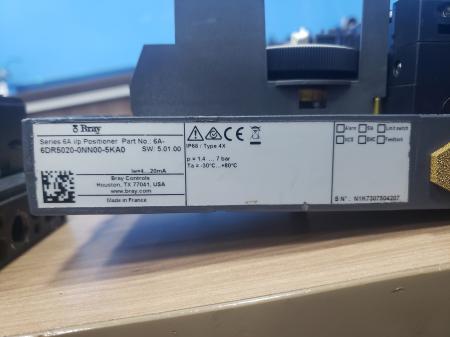 Bray
Series 6A i/p Positioner Part No.: 6A-
6DR5020-0NN00-5KA0 SW: 5.01.00
Iw=4...20mA
Bray Controls
Houston, TX 77041, USA
www.bray.com
Made in France
IP66 / Type 4X
p = 1.4 ... 7 bar
Ta = -30°C...+80°C
Alarm SIA Limit switch
NCS EMC Feedback
S.N°.: N1K7307504207